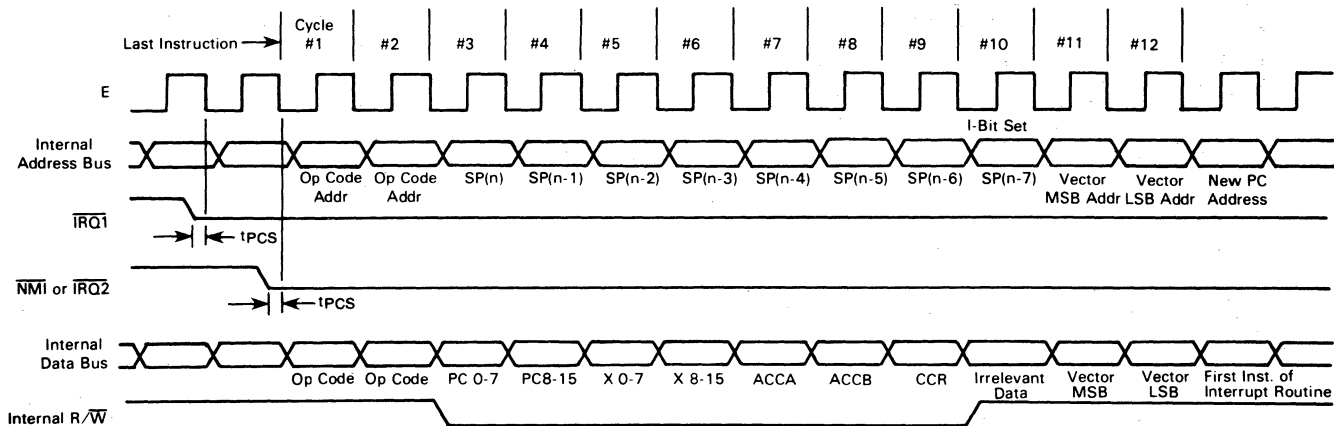 Cycle
Last Instruction #1 #2 #3 #4 #5 #6 #7 #8 #9 #10 #11 #12
E
I-Bit Set
Internal
Address Bus
Op Code Op Code SP(n) SP(n-1) SP(n-2) SP(n-3) SP(n-4) SP(n-5) SP(n-6) SP(n-7) Vector Vector New PC
Addr Addr MSB Addr LSB Addr Address
IRQ1
tPCS
NMI or IRQ2
tPCS
Internal
Data Bus
Op Code Op Code PC 0-7 PC8-15 X 0-7 X 8-15 ACCA ACCB CCR Irrelevant Vector Vector First Inst. of
Data MSB LSB Interrupt Routine
Internal R/W